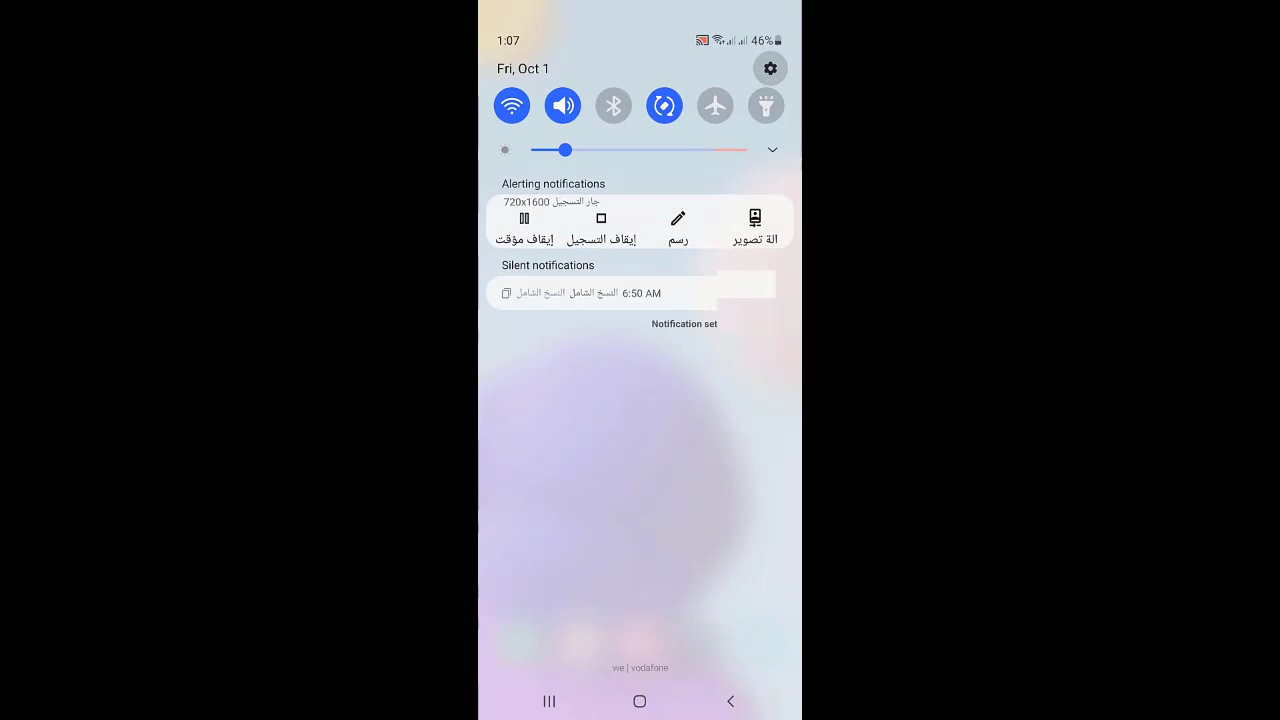 1:07 46%
Fri, Oct 1
Alerting notifications
جار التسجيل 720x1600
إيقاف مؤقت إيقاف التسجيل رسم الة تصوير
Silent notifications
النسخ الشامل النسخ الشامل 6:50 AM
Notification set
we | vodafone